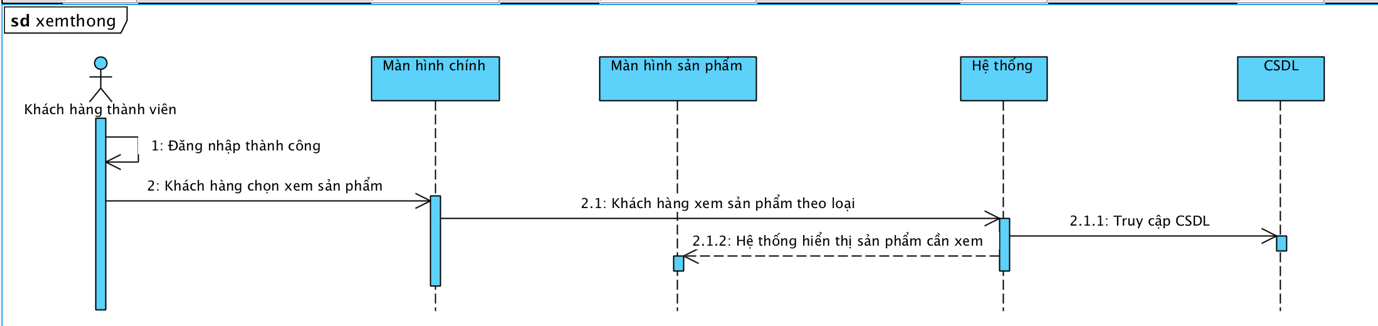 sd xemthong
Khách hàng thành viên
Màn hình chính
Màn hình sản phẩm
Hệ thống
CSDL
1: Đăng nhập thành công
2: Khách hàng chọn xem sản phẩm
2.1: Khách hàng xem sản phẩm theo loại
2.1.1: Truy cập CSDL
2.1.2: Hệ thống hiển thị sản phẩm cần xem